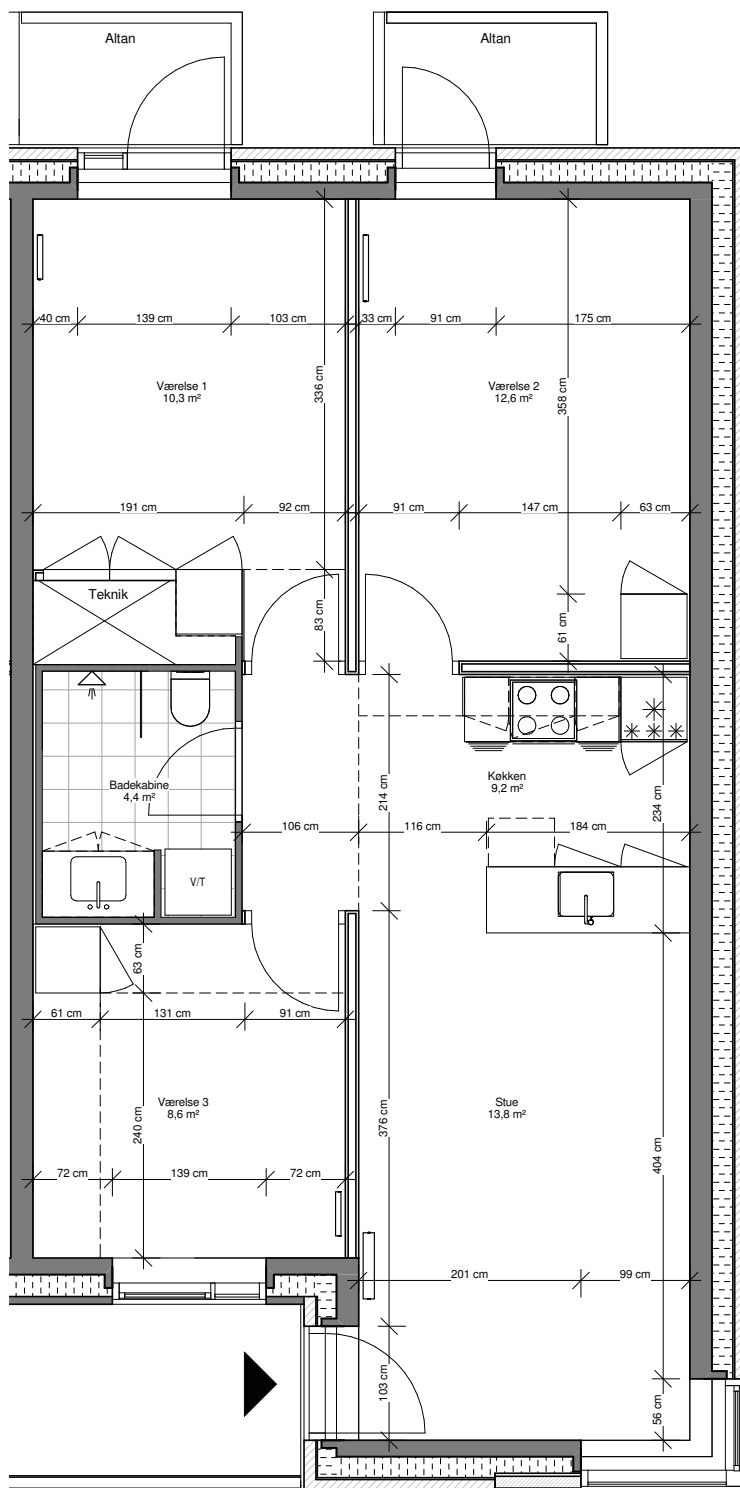 Altan
Altan
40 cm
139 cm
103 cm
33 cm
91 cm
175 cm
336 cm
358 cm
Værelse 1
10,3 m²
Værelse 2
12,6 m²
191 cm
92 cm
91 cm
147 cm
63 cm
Teknik
83 cm
61 cm
Badekabine
4,4 m²
Køkken
9,2 m²
214 cm
234 cm
106 cm
116 cm
184 cm
V/T
63 cm
61 cm
131 cm
91 cm
Værelse 3
8,6 m²
Stue
13,8 m²
240 cm
376 cm
404 cm
72 cm
139 cm
72 cm
201 cm
99 cm
103 cm
56 cm